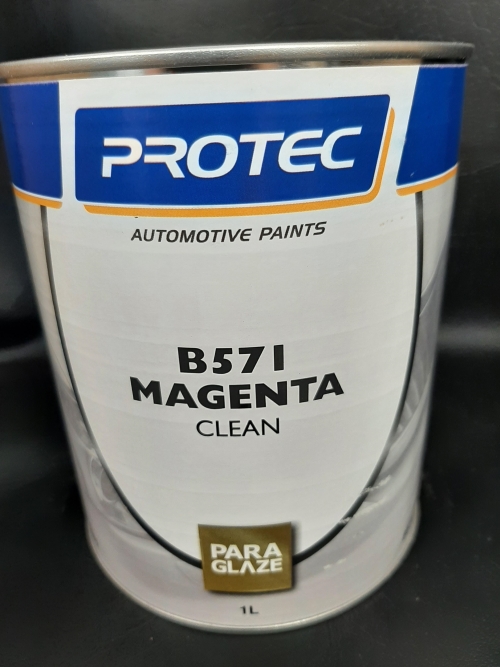 PROTEC
AUTOMOTIVE PAINTS
B571
MAGENTA
CLEAN
PARA
GLAZE
1L